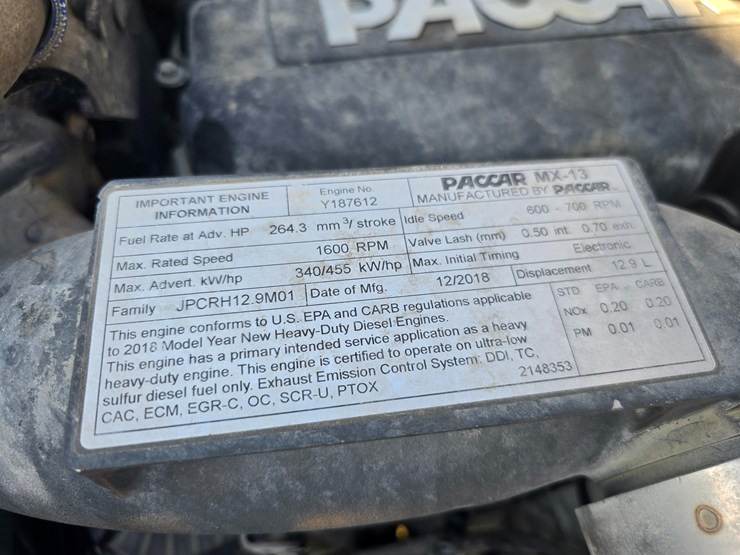 PACCAR
IMPORTANT ENGINE INFORMATION
Engine No. Y187612
PACCAR MX-13
MANUFACTURED BY PACCAR
Fuel Rate at Adv. HP 264.3 mm³/ stroke
Idle Speed 600 - 700 RPM
Max. Rated Speed 1600 RPM
Valve Lash (mm) 0.50 int. 0.70 exh.
Max. Advert. kW/hp 340/455 kW/hp
Max. Initial Timing Electronic
Family JPCRH12.9M01
Date of Mfg. 12/2018
Displacement 12.9 L
This engine conforms to U.S. EPA and CARB regulations applicable
to 2018 Model Year New Heavy-Duty Diesel Engines.
This engine has a primary intended service application as a heavy
heavy-duty engine. This engine is certified to operate on ultra-low
sulfur diesel fuel only. Exhaust Emission Control System: DDI, TC,
CAC, ECM, EGR-C, OC, SCR-U, PTOX
2148353
STD EPA CARB
NOx 0.20 0.20
PM 0.01 0.01